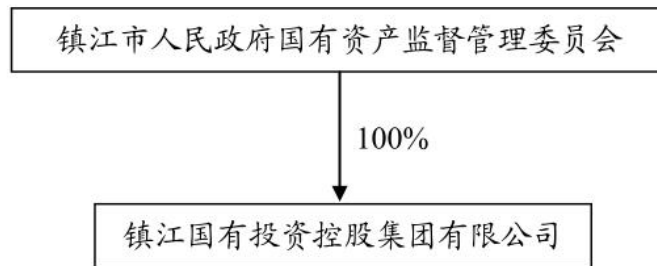 镇江市人民政府国有资产监督管理委员会
100%
镇江国有投资控股集团有限公司